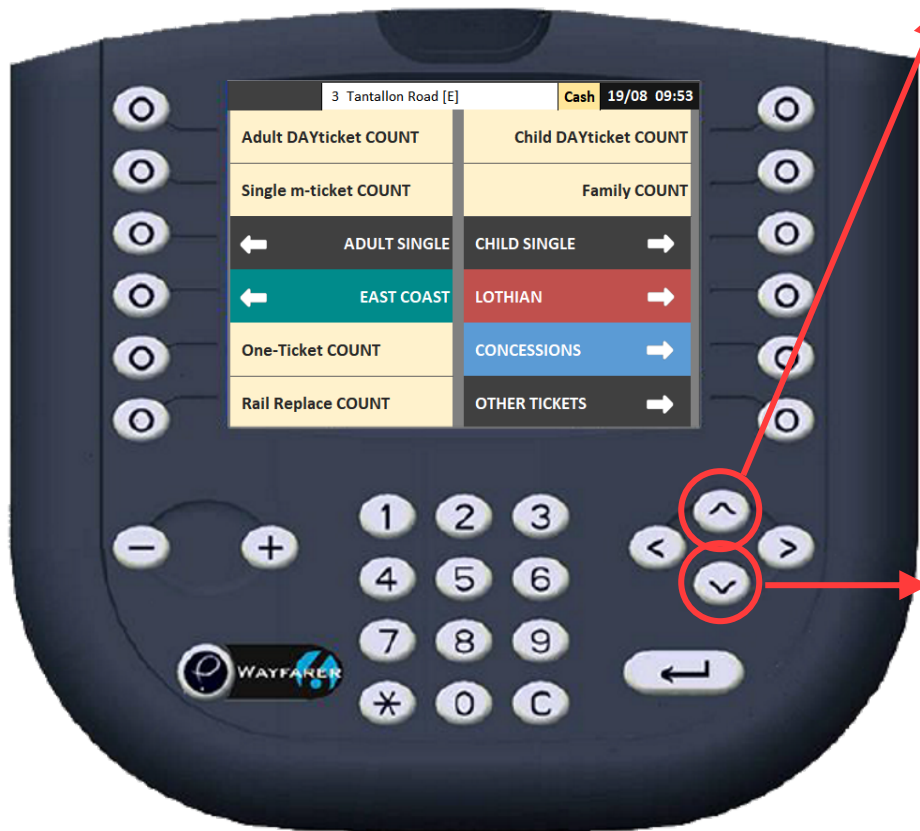 3 Tantallon Road [E] Cash 19/08 09:53
Adult DAYticket COUNT Child DAYticket COUNT
Single m-ticket COUNT Family COUNT
ADULT SINGLE CHILD SINGLE
EAST COAST LOTHIAN
One-Ticket COUNT CONCESSIONS
Rail Replace COUNT OTHER TICKETS
1 2 3
- + < >
4 5 6
7 8 9
WAYFARER
* 0 C